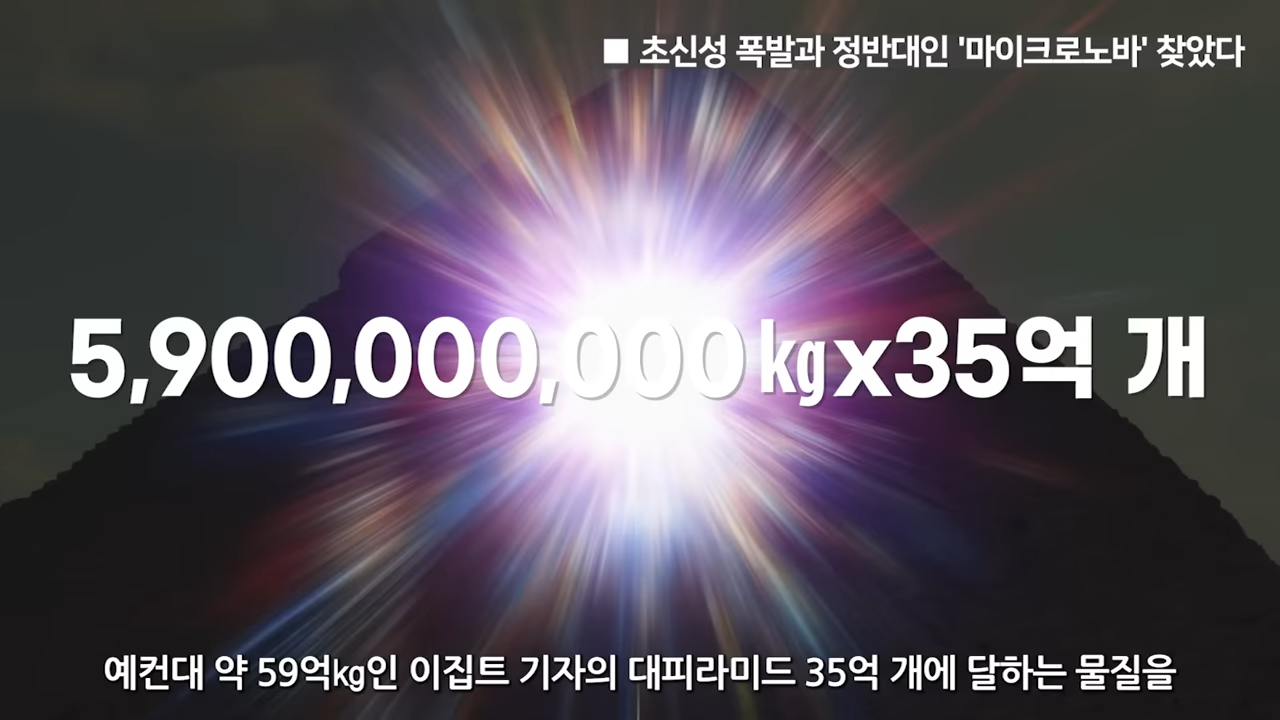 ■ 초신성 폭발과 정반대인 '마이크로노바' 찾았다
5,900,000,000㎏x35억 개
예컨대 약 59억㎏인 이집트 기자의 대피라미드 35억 개에 달하는 물질을